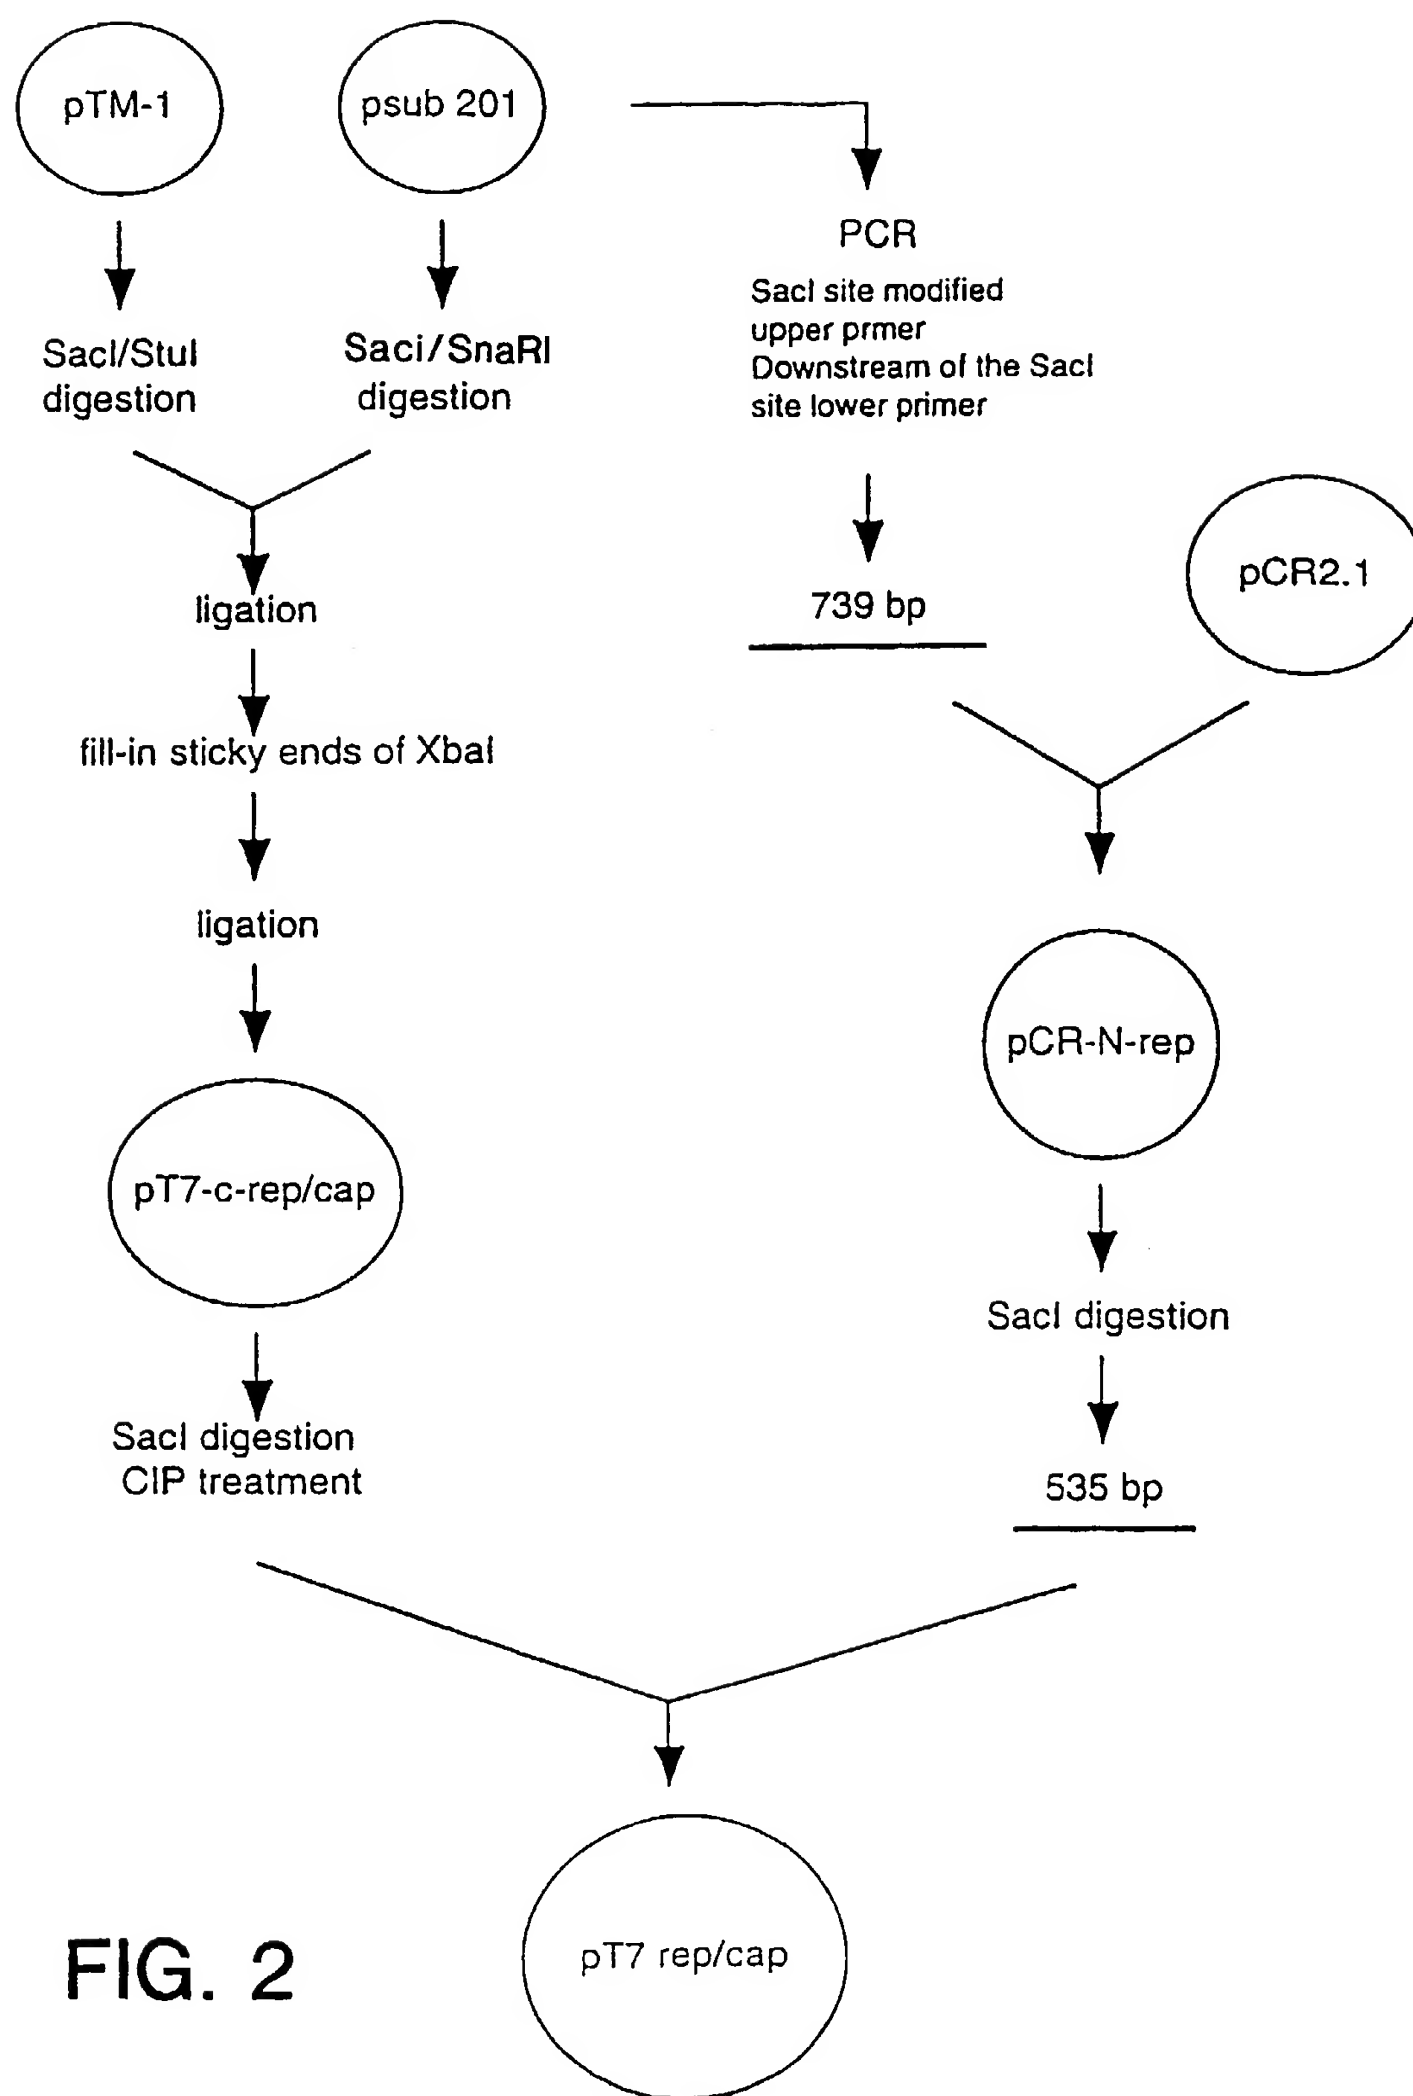 pTM-1
psub 201
PCR
SacI site modified
upper prmer
Downstream of the SacI
site lower primer
SacI/StuI
digestion
Saci/SnaRI
digestion
739 bp
pCR2.1
ligation
fill-in sticky ends of XbaI
ligation
pCR-N-rep
pT7-c-rep/cap
SacI digestion
SacI digestion
CIP treatment
535 bp
pT7 rep/cap
FIG. 2